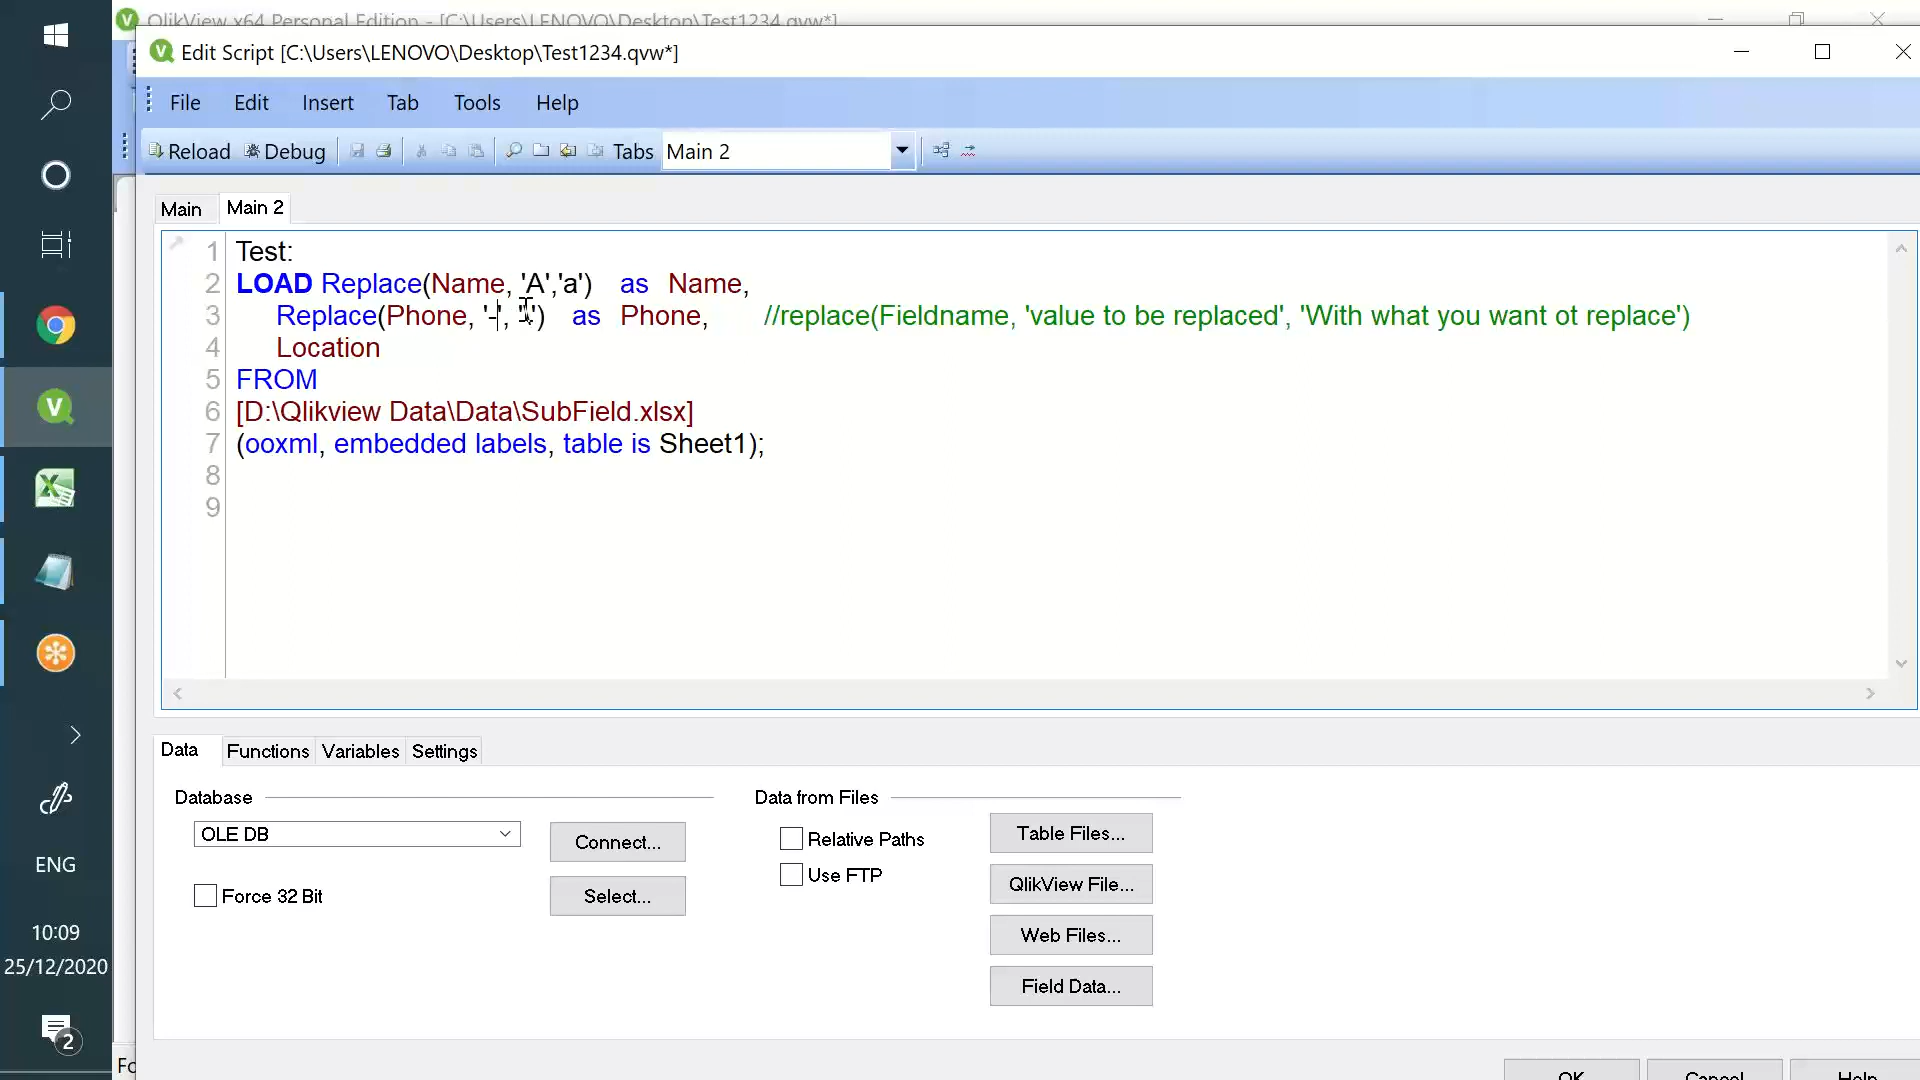 QlikView x64 Personal Edition - [C:\Users\LENOVO\Desktop\Test1234.qvw*]
Edit Script [C:\Users\LENOVO\Desktop\Test1234.qvw*]
File Edit Insert Tab Tools Help
Reload Debug Tabs Main 2
Main Main 2
1 Test:
2 LOAD Replace(Name, 'A','a') as Name,
3 Replace(Phone, '-', '') as Phone, //replace(Fieldname, 'value to be replaced', 'With what you want ot replace')
4 Location
5 FROM
6 [D:\Qlikview Data\Data\SubField.xlsx]
7 (ooxml, embedded labels, table is Sheet1);
8
9
Data Functions Variables Settings
Database
Data from Files
OLE DB
Connect...
Relative Paths
Table Files...
Use FTP
QlikView File...
Force 32 Bit
Select...
Web Files...
Field Data...
OK Cancel Help
ENG
10:09
25/12/2020
2
Fo